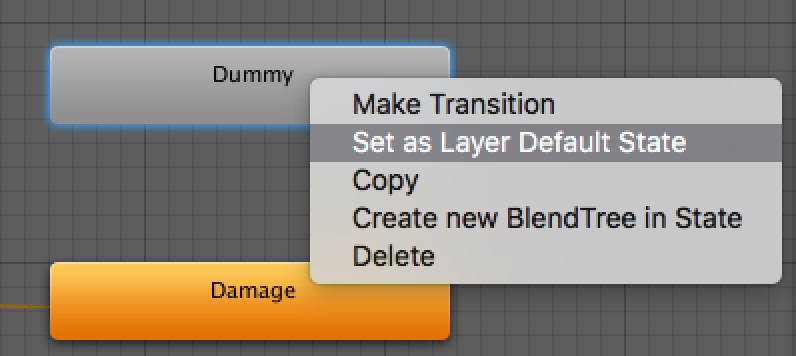 Dummy
Make Transition
Set as Layer Default State
Copy
Create new BlendTree in State
Delete
Damage